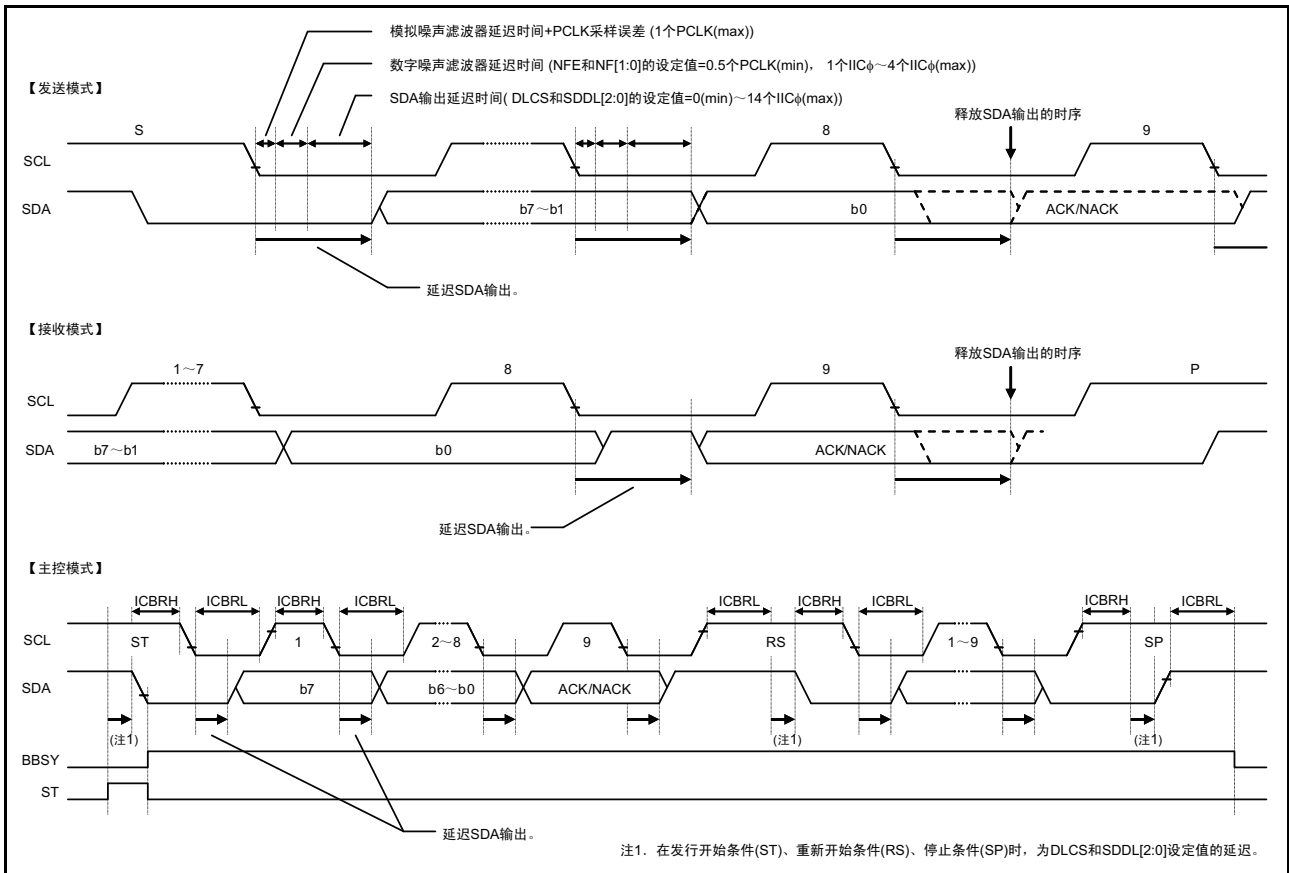 模拟噪声滤波器延迟时间+PCLK采样误差 (1个PCLK(max))
数字噪声滤波器延迟时间 (NFE和NF[1:0]的设定值=0.5个PCLK(min)， 1个IICϕ～4个IICϕ(max))
【发送模式】
SDA输出延迟时间( DLCS和SDDL[2:0]的设定值=0(min)～14个IICϕ(max))
释放SDA输出的时序
S 8 9
SCL
SDA b7～b1 b0 ACK/NACK
延迟SDA输出。
【接收模式】
释放SDA输出的时序
1～7 8 9 P
SCL
SDA b7～b1 b0 ACK/NACK
延迟SDA输出。
【主控模式】
ICBRH ICBRL ICBRH ICBRL ICBRL ICBRH ICBRL ICBRH ICBRL
SCL ST 1 2～8 9 RS 1～9 SP
SDA b7 b6～b0 ACK/NACK
(注1) (注1) (注1)
BBSY
ST
延迟SDA输出。
注1. 在发行开始条件(ST)、重新开始条件(RS)、停止条件(SP)时，为DLCS和SDDL[2:0]设定值的延迟。